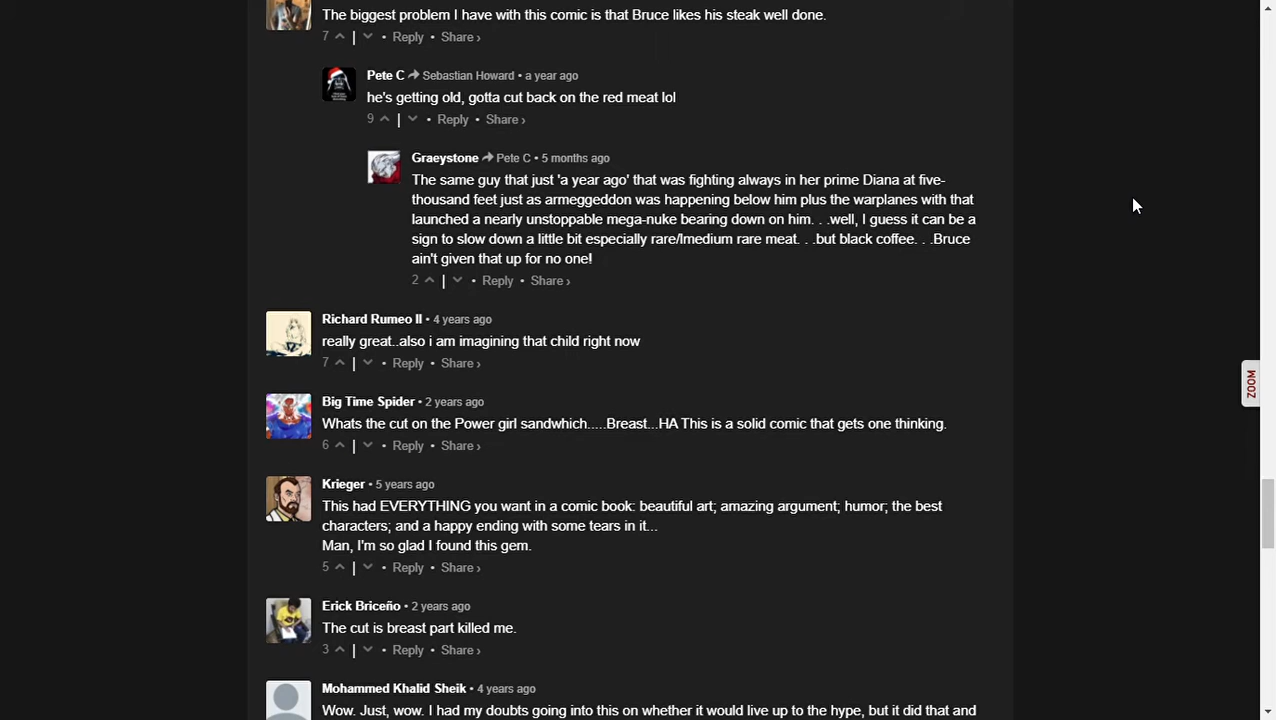 The biggest problem I have with this comic is that Bruce likes his steak well done.
7 | • Reply • Share ›
Pete C Sebastian Howard • a year ago
he's getting old, gotta cut back on the red meat lol
9 | • Reply • Share ›
Graeystone Pete C • 5 months ago
The same guy that just 'a year ago' that was fighting always in her prime Diana at five-
thousand feet just as armeggeddon was happening below him plus the warplanes with that
launched a nearly unstoppable mega-nuke bearing down on him. . .well, I guess it can be a
sign to slow down a little bit especially rare/lmedium rare meat. . .but black coffee. . .Bruce
ain't given that up for no one!
2 | • Reply • Share ›
Richard Rumeo II • 4 years ago
really great..also i am imagining that child right now
7 | • Reply • Share ›
ZOOM
Big Time Spider • 2 years ago
Whats the cut on the Power girl sandwhich.....Breast...HA This is a solid comic that gets one thinking.
6 | • Reply • Share ›
Krieger • 5 years ago
This had EVERYTHING you want in a comic book: beautiful art; amazing argument; humor; the best
characters; and a happy ending with some tears in it...
Man, I'm so glad I found this gem.
5 | • Reply • Share ›
Erick Briceño • 2 years ago
The cut is breast part killed me.
3 | • Reply • Share ›
Mohammed Khalid Sheik • 4 years ago
Wow. Just, wow. I had my doubts going into this on whether it would live up to the hype, but it did that and